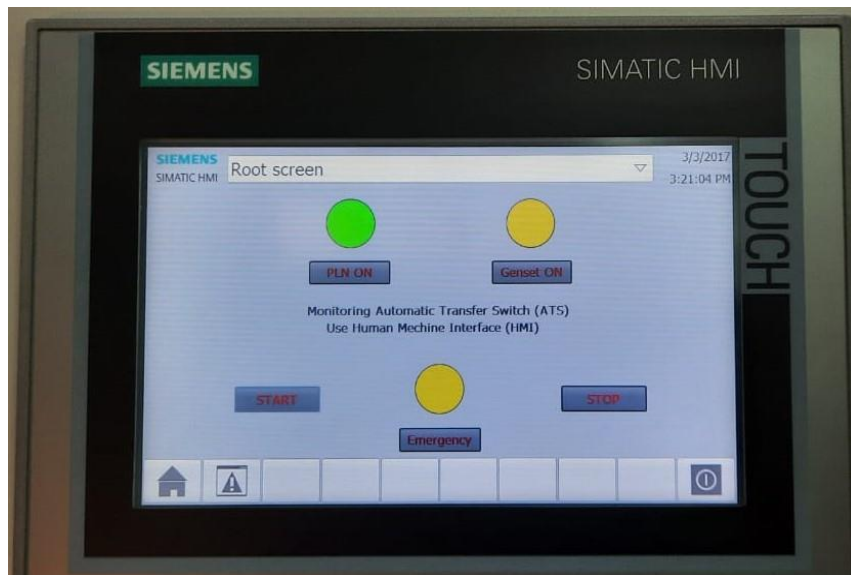 SIEMENS
SIMATIC HMI
TOUCH
SIEMENS
SIMATIC HMI
Root screen
3/3/2017
3:21:04 PM
PLN ON
Genset ON
Monitoring Automatic Transfer Switch (ATS)
Use Human Mechine Interface (HMI)
START
STOP
Emergency